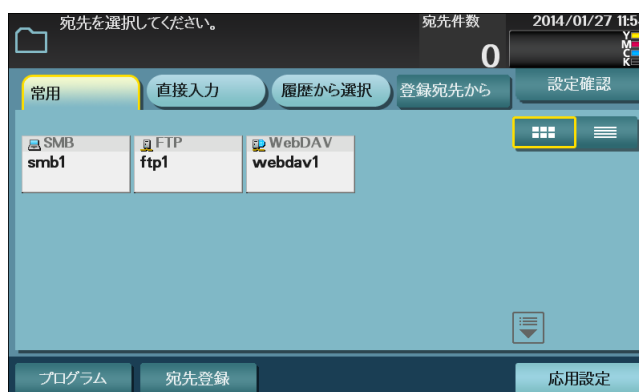 宛先を選択してください。
宛先件数
2014/01/27 11:5
0
Y
M
C
K
常用
直接入力
履歴から選択
登録宛先から
設定確認
SMB
smb1
FTP
ftp1
WebDAV
webdav1
プログラム
宛先登録
応用設定